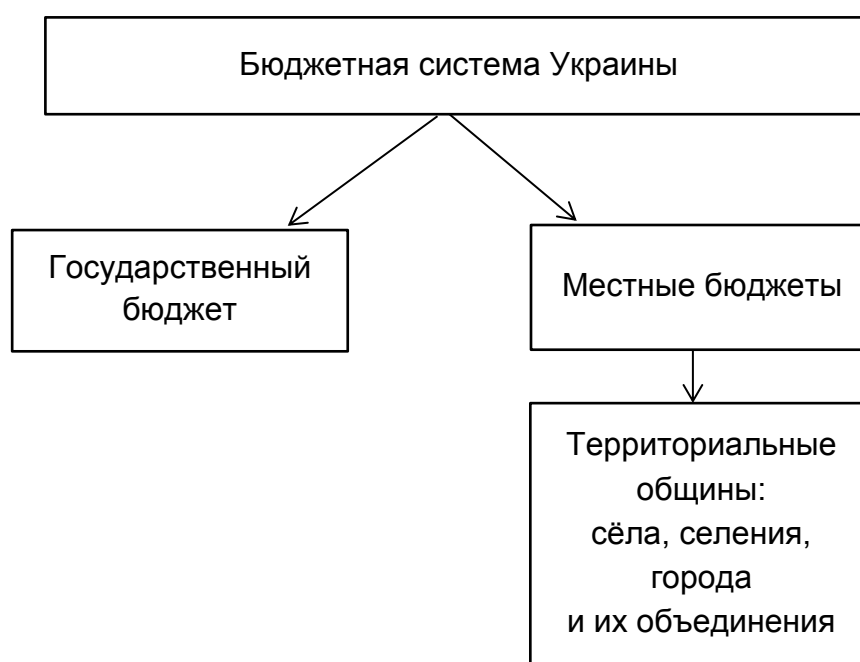 Бюджетная система Украины
Государственный
бюджет
Местные бюджеты
Территориальные
общины:
сёла, селения,
города
и их объединения